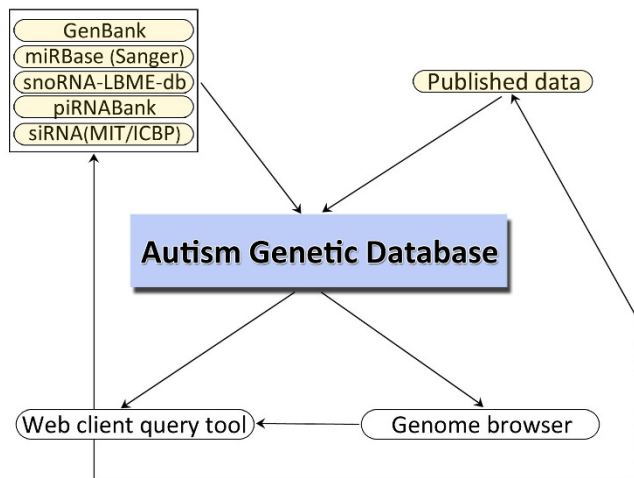 GenBank
miRBase (Sanger)
snoRNA-LBME-db
piRNABank
siRNA(MIT/ICBP)
Published data
Autism Genetic Database
Web client query tool
Genome browser